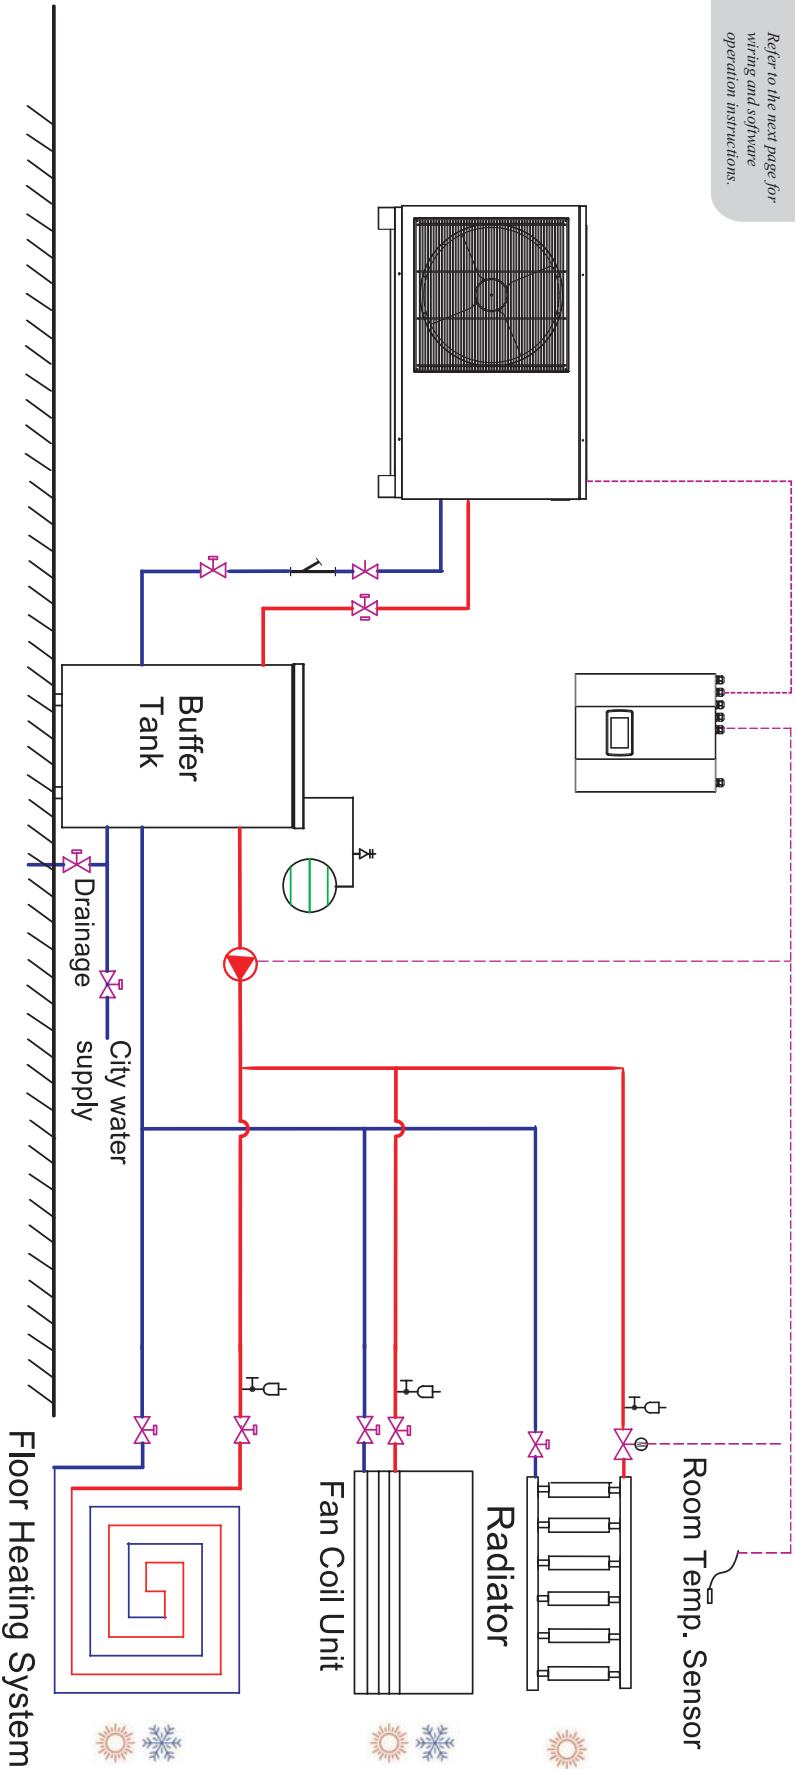 Refer to the next page for
wiring and software
operation instructions.
Buffer
Tank
Drainage
City water
supply
Room Temp. Sensor
Radiator
Fan Coil Unit
Floor Heating System